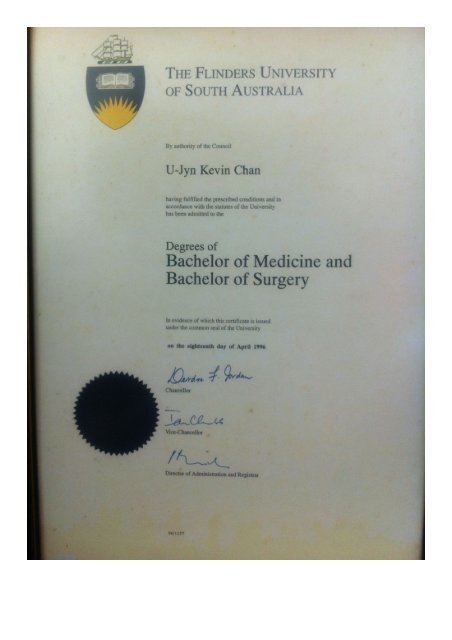 THE FLINDERS UNIVERSITY
OF SOUTH AUSTRALIA
By authority of the Council
U-Jyn Kevin Chan
having fulfilled the prescribed conditions and in
accordance with the statutes of the University
has been admitted to the
Degrees of
Bachelor of Medicine and
Bachelor of Surgery
In evidence of which this certificate is issued
under the common seal of the University
on the eighteenth day of April 1996
Chancellor
Vice-Chancellor
Director of Administration and Registrar